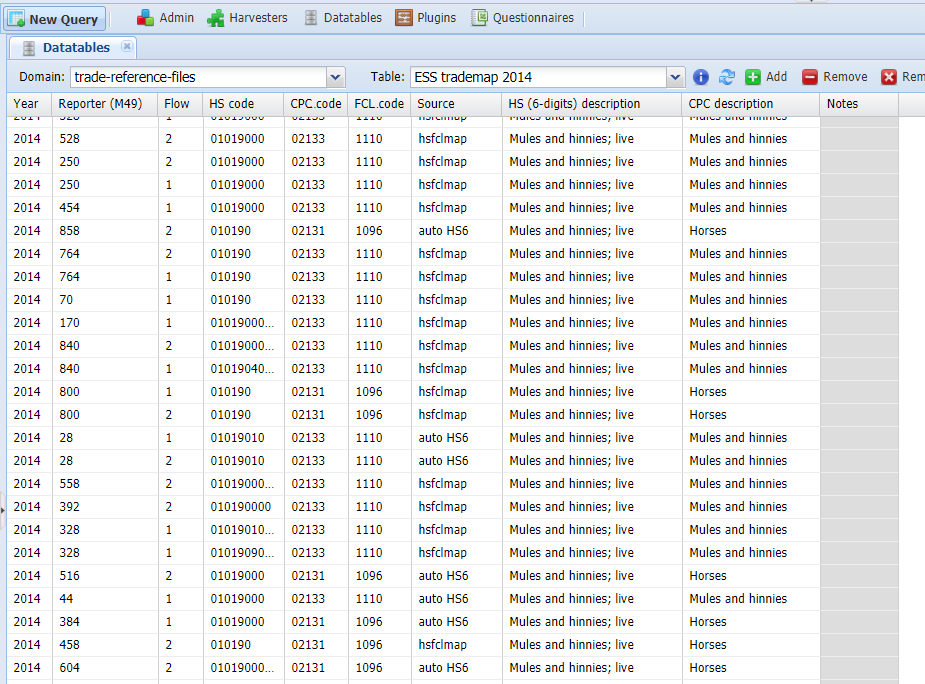 New Query Admin Harvesters Datatables Plugins Questionnaires
Datatables
Domain: trade-reference-files Table: ESS trademap 2014 Add Remove Rem
Year Reporter (M49) Flow HS code CPC.code FCL.code Source HS (6-digits) description CPC description Notes
2014 528 1 01019000 02133 1110 hsfclmap Mules and hinnies; live Mules and hinnies
2014 528 2 01019000 02133 1110 hsfclmap Mules and hinnies; live Mules and hinnies
2014 250 2 01019000 02133 1110 hsfclmap Mules and hinnies; live Mules and hinnies
2014 250 1 01019000 02133 1110 hsfclmap Mules and hinnies; live Mules and hinnies
2014 454 1 01019000 02133 1110 hsfclmap Mules and hinnies; live Mules and hinnies
2014 858 2 010190 02131 1096 auto HS6 Mules and hinnies; live Horses
2014 764 2 010190 02133 1110 hsfclmap Mules and hinnies; live Mules and hinnies
2014 764 1 010190 02133 1110 hsfclmap Mules and hinnies; live Mules and hinnies
2014 70 1 010190 02133 1110 hsfclmap Mules and hinnies; live Mules and hinnies
2014 170 1 01019000... 02133 1110 hsfclmap Mules and hinnies; live Mules and hinnies
2014 840 2 01019000... 02133 1110 hsfclmap Mules and hinnies; live Mules and hinnies
2014 840 1 01019040... 02133 1110 hsfclmap Mules and hinnies; live Mules and hinnies
2014 800 1 010190 02131 1096 hsfclmap Mules and hinnies; live Horses
2014 800 2 010190 02131 1096 hsfclmap Mules and hinnies; live Horses
2014 28 1 01019010 02133 1110 auto HS6 Mules and hinnies; live Mules and hinnies
2014 28 2 01019010 02133 1110 auto HS6 Mules and hinnies; live Mules and hinnies
2014 558 2 01019000... 02133 1110 hsfclmap Mules and hinnies; live Mules and hinnies
2014 392 2 010190000 02133 1110 hsfclmap Mules and hinnies; live Mules and hinnies
2014 328 1 01019010... 02133 1110 hsfclmap Mules and hinnies; live Mules and hinnies
2014 328 1 01019090... 02133 1110 hsfclmap Mules and hinnies; live Mules and hinnies
2014 516 2 01019000 02131 1096 auto HS6 Mules and hinnies; live Horses
2014 44 1 01019000 02133 1110 auto HS6 Mules and hinnies; live Mules and hinnies
2014 384 1 01019000 02131 1096 auto HS6 Mules and hinnies; live Horses
2014 458 2 010190 02131 1096 hsfclmap Mules and hinnies; live Horses
2014 604 2 01019000... 02131 1096 auto HS6 Mules and hinnies; live Horses